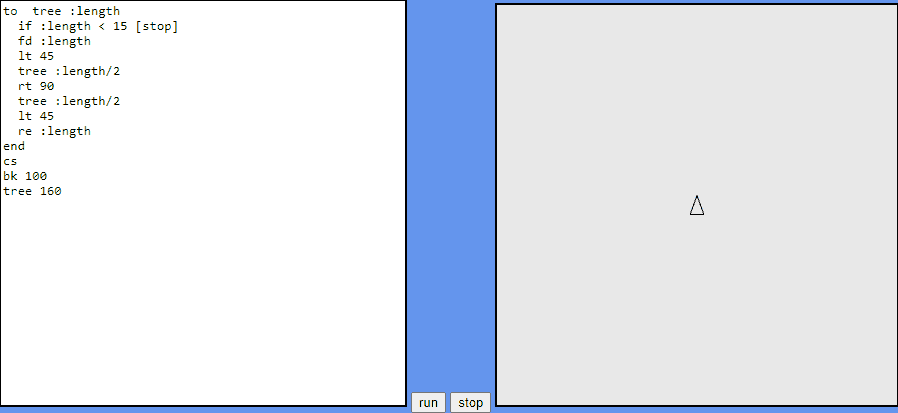 to  tree :length
  if :length < 15 [stop]
  fd :length
  lt 45
  tree :length/2
  rt 90
  tree :length/2
  lt 45
  re :length
end
cs
bk 100
tree 160
run
stop